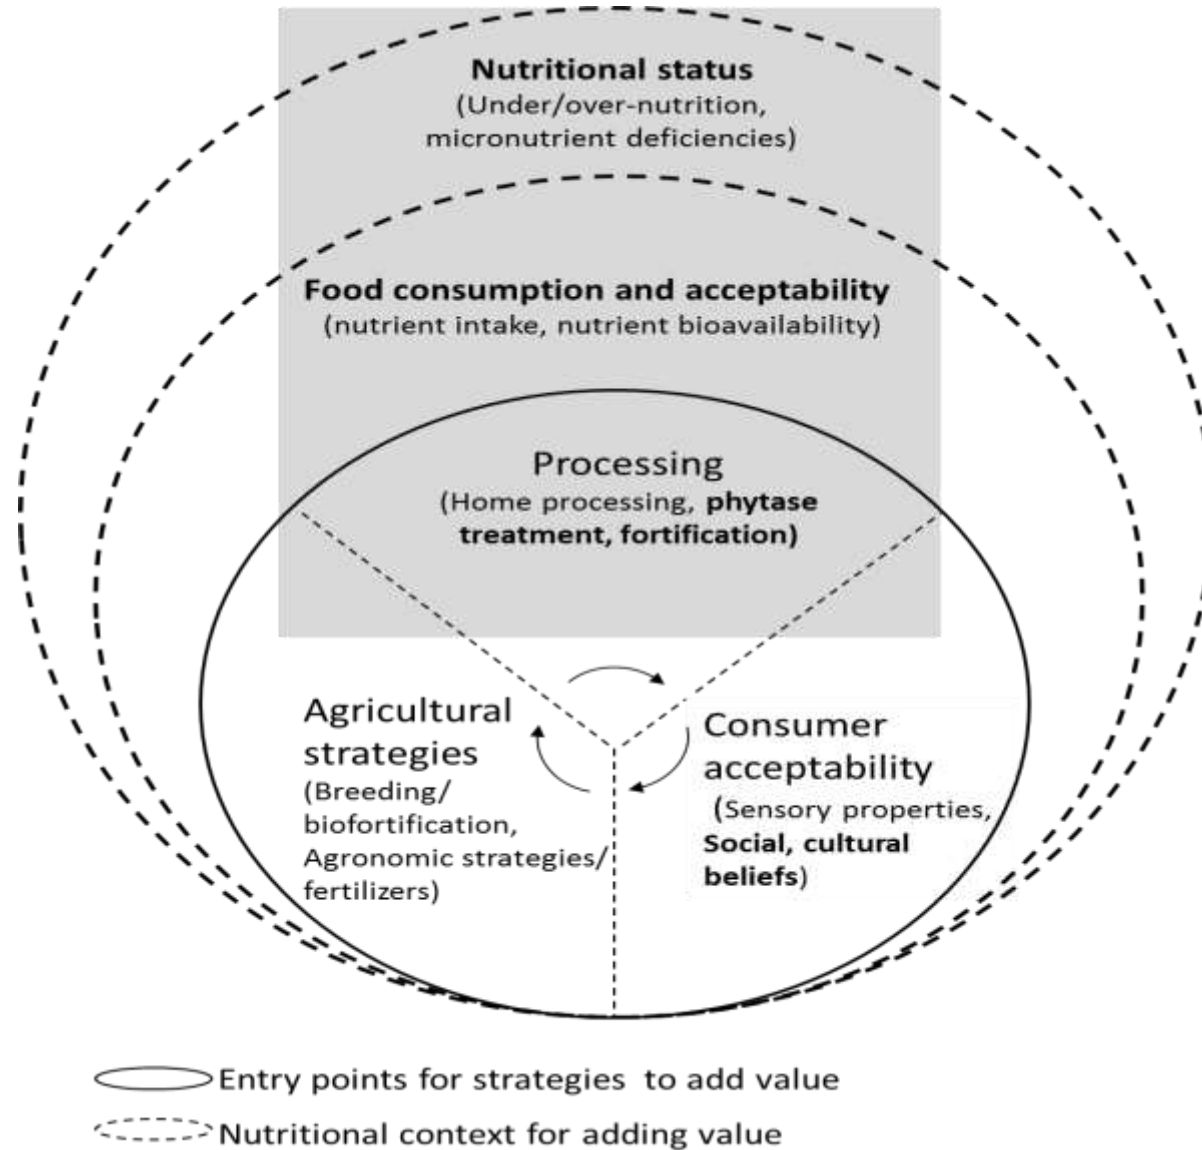 Nutritional status
(Under/over-nutrition,
micronutrient deficiencies)
Food consumption and acceptability
(nutrient intake, nutrient bioavailability)
Processing
(Home processing, phytase
treatment, fortification)
Agricultural
strategies
(Breeding/
biofortification,
Agronomic strategies/
fertilizers)
Consumer
acceptability
(Sensory properties,
Social, cultural
beliefs)
Entry points for strategies to add value
Nutritional context for adding value